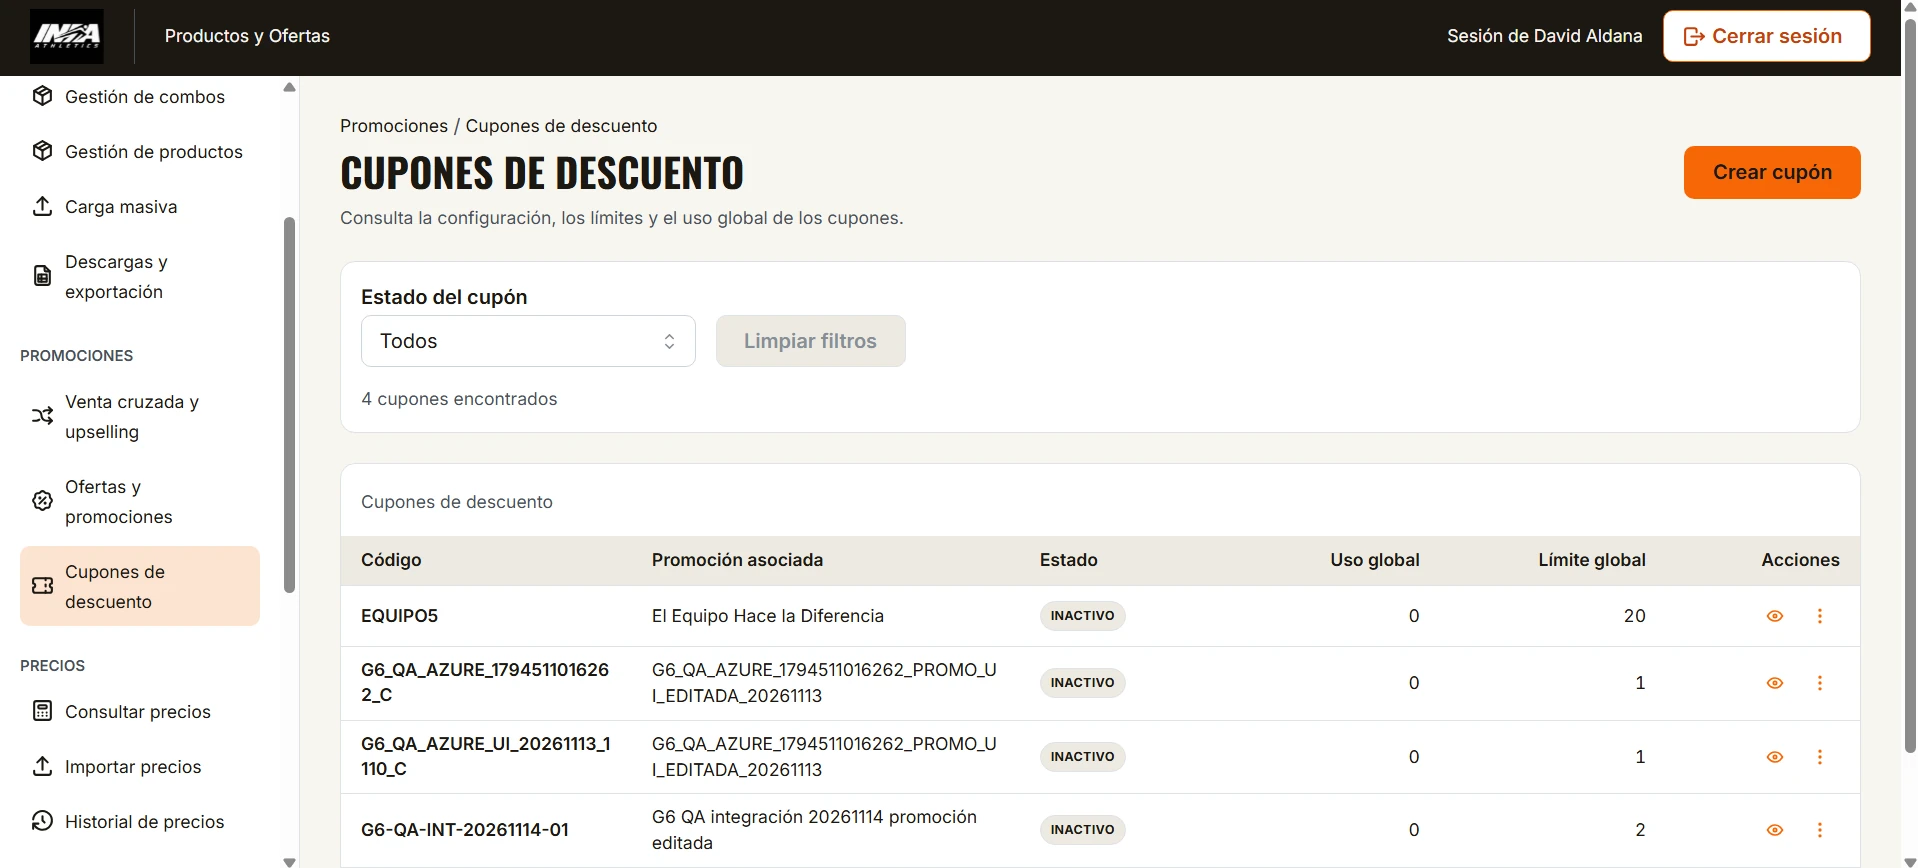 INKA
ATHLETICS
Productos y Ofertas
Sesión de David Aldana
Cerrar sesión
Gestión de combos
Gestión de productos
Carga masiva
Descargas y
exportación
PROMOCIONES
Venta cruzada y
upselling
Ofertas y
promociones
Cupones de
descuento
PRECIOS
Consultar precios
Importar precios
Historial de precios
Promociones / Cupones de descuento
CUPONES DE DESCUENTO
Consulta la configuración, los límites y el uso global de los cupones.
Crear cupón
Estado del cupón
Todos
Limpiar filtros
4 cupones encontrados
Cupones de descuento
Código Promoción asociada Estado Uso global Límite global Acciones
EQUIPO5 El Equipo Hace la Diferencia INACTIVO 0 20
G6_QA_AZURE_179451101626
2_C
G6_QA_AZURE_1794511016262_PROMO_U
I_EDITADA_20261113
INACTIVO 0 1
G6_QA_AZURE_UI_20261113_1
110_C
G6_QA_AZURE_1794511016262_PROMO_U
I_EDITADA_20261113
INACTIVO 0 1
G6-QA-INT-20261114-01
G6 QA integración 20261114 promoción
editada
INACTIVO 0 2